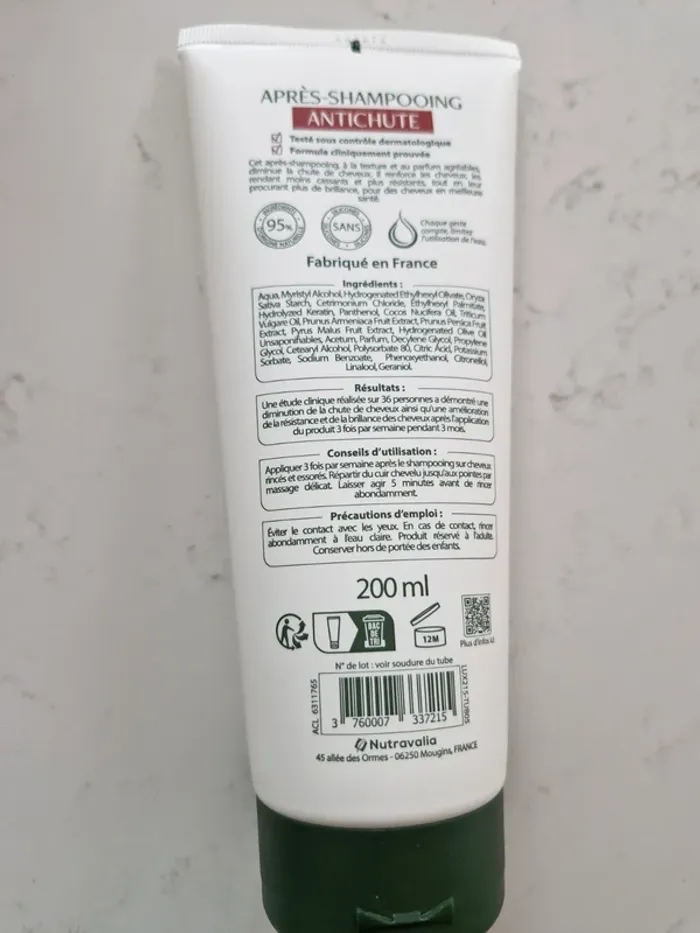 APRÈS-SHAMPOOING
ANTICHUTE
Testé sous contrôle dermatologique
Formule cliniquement prouvée
Cet après-shampooing, à la texture et au parfum agréables,
diminue la chute de cheveux. Il renforce les cheveux, les
rendant moins cassants et plus résistants, tout en leur
procurant plus de brillance, pour des cheveux en meilleure
santé.
INGRÉDIENTS
95%
D'ORIGINE NATURELLE
SILICONES
SANS
SILICONES
Chaque geste
compte, limitez
l'utilisation de l'eau.
Fabriqué en France
Ingrédients :
Aqua, Myristyl Alcohol, Hydrogenated Ethylhexyl Olivate, Oryza
Sativa Starch, Cetrimonium Chloride, Ethylhexyl Palmitate,
Hydrolyzed Keratin, Panthenol, Cocos Nucifera Oil, Triticum
Vulgare Oil, Prunus Armeniaca Fruit Extract, Prunus Persica Fruit
Extract, Pyrus Malus Fruit Extract, Hydrogenated Olive Oil
Unsaponifiables, Acetum, Parfum, Decylene Glycol, Propylene
Glycol, Cetearyl Alcohol, Polysorbate 80, Citric Acid, Potassium
Sorbate, Sodium Benzoate, Phenoxyethanol, Citronellol,
Linalool, Geraniol.
Résultats :
Une étude clinique réalisée sur 36 personnes a démontré une
diminution de la chute de cheveux ainsi qu'une amélioration
de la résistance et de la brillance des cheveux après l'application
du produit 3 fois par semaine pendant 3 mois.
Conseils d'utilisation :
Appliquer 3 fois par semaine après le shampooing sur cheveux
rincés et essorés. Répartir du cuir chevelu jusqu'aux pointes par
massage délicat. Laisser agir 5 minutes avant de rincer
abondamment.
Précautions d'emploi :
Éviter le contact avec les yeux. En cas de contact, rincer
abondamment à l'eau claire. Produit réservé à l'adulte.
Conserver hors de portée des enfants.
200 ml
BAC
DE
TRI
12M
Plus d'infos ici
N° de lot : voir soudure du tube
ACL 6311765
3 760007 337215
LUX215-TUB05
Nutravalia
45 allée des Ormes - 06250 Mougins, FRANCE